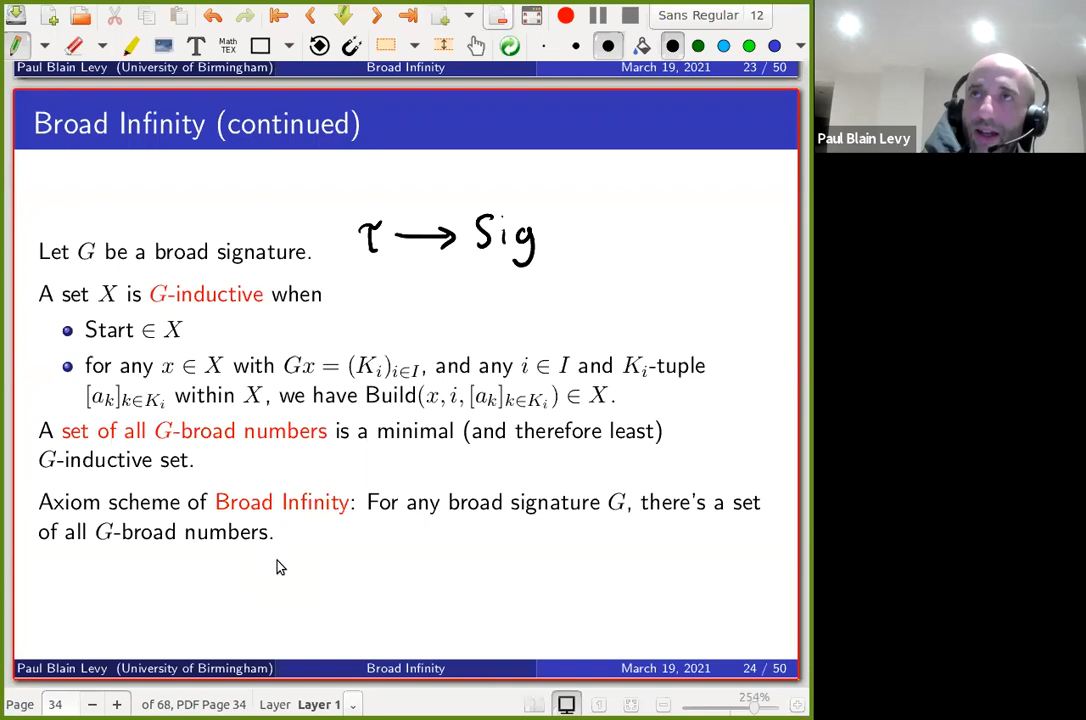 Sans Regular 12
T MATH TEX
Paul Blain Levy (University of Birmingham) Broad Infinity March 19, 2021 23 / 50
Broad Infinity (continued)
τ → Sig
Let G be a broad signature.
A set X is G-inductive when
Start ∈ X
for any x ∈ X with Gx = (K_i)_{i∈I}, and any i ∈ I and K_i-tuple
[a_k]_{k∈K_i} within X, we have Build(x, i, [a_k]_{k∈K_i}) ∈ X.
A set of all G-broad numbers is a minimal (and therefore least)
G-inductive set.
Axiom scheme of Broad Infinity: For any broad signature G, there's a set
of all G-broad numbers.
Paul Blain Levy (University of Birmingham) Broad Infinity March 19, 2021 24 / 50
Page 34 of 68, PDF Page 34 Layer Layer 1 254%
Paul Blain Levy